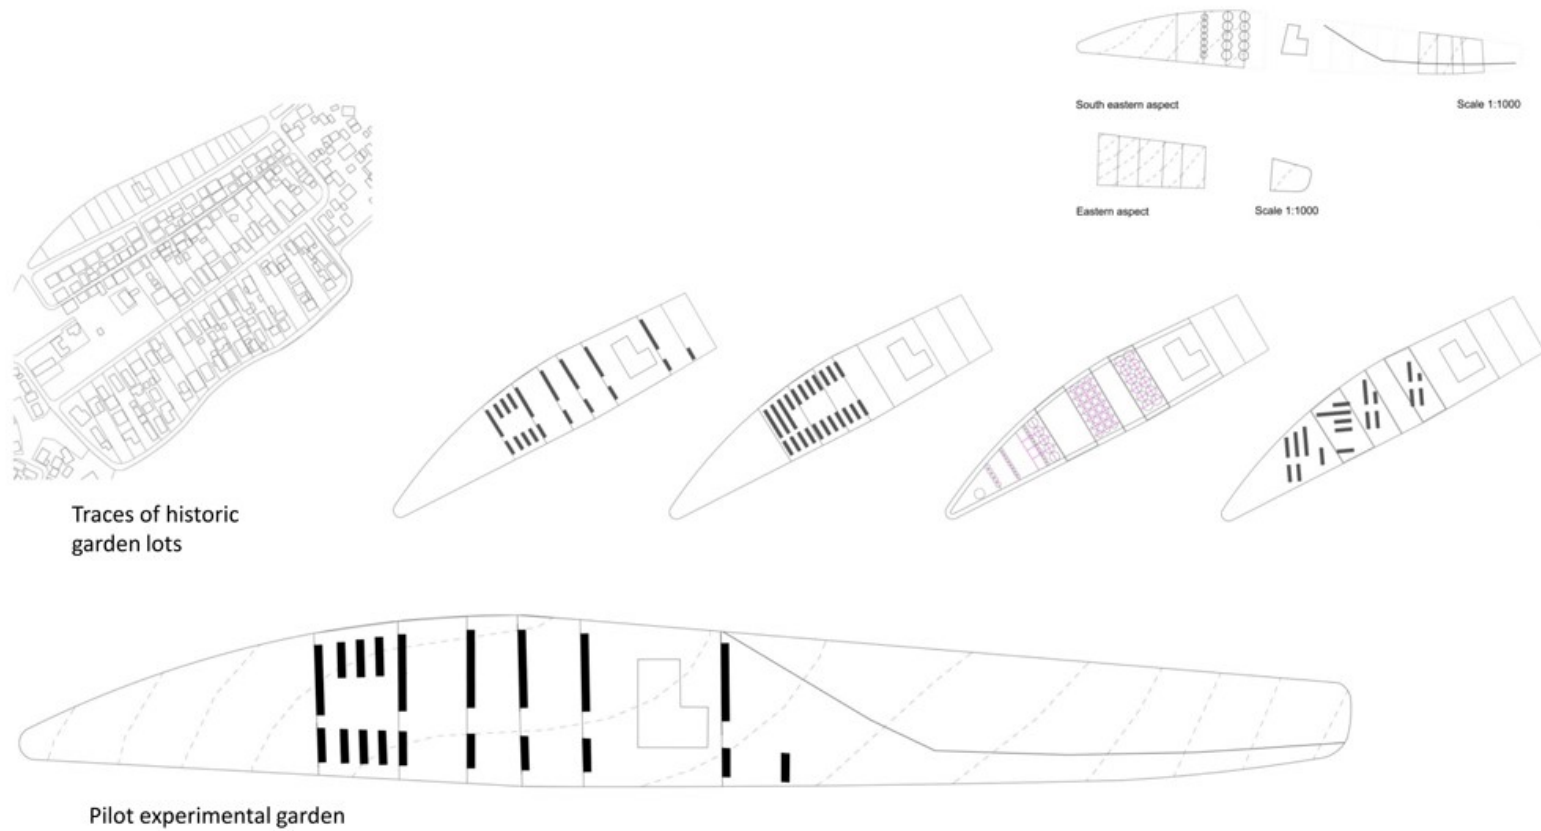 South eastern aspect
Scale 1:1000
Eastern aspect
Scale 1:1000
Traces of historic
garden lots
Pilot experimental garden